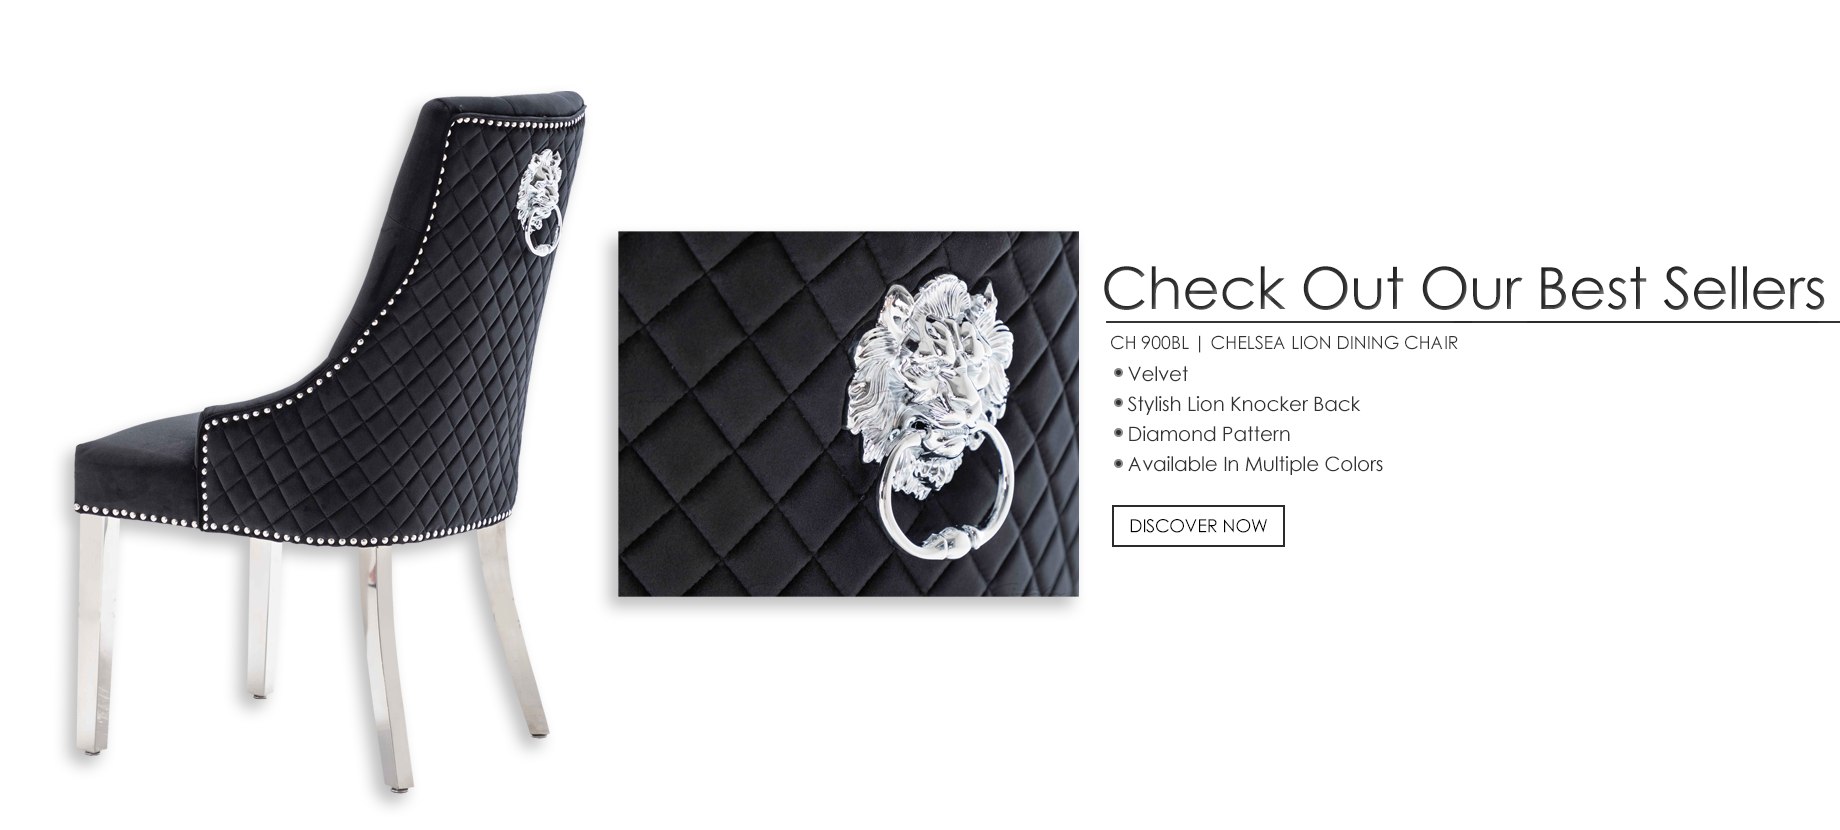 Check Out Our Best Sellers
CH 900BL | CHELSEA LION DINING CHAIR
• Velvet
• Stylish Lion Knocker Back
• Diamond Pattern
• Available In Multiple Colors
DISCOVER NOW